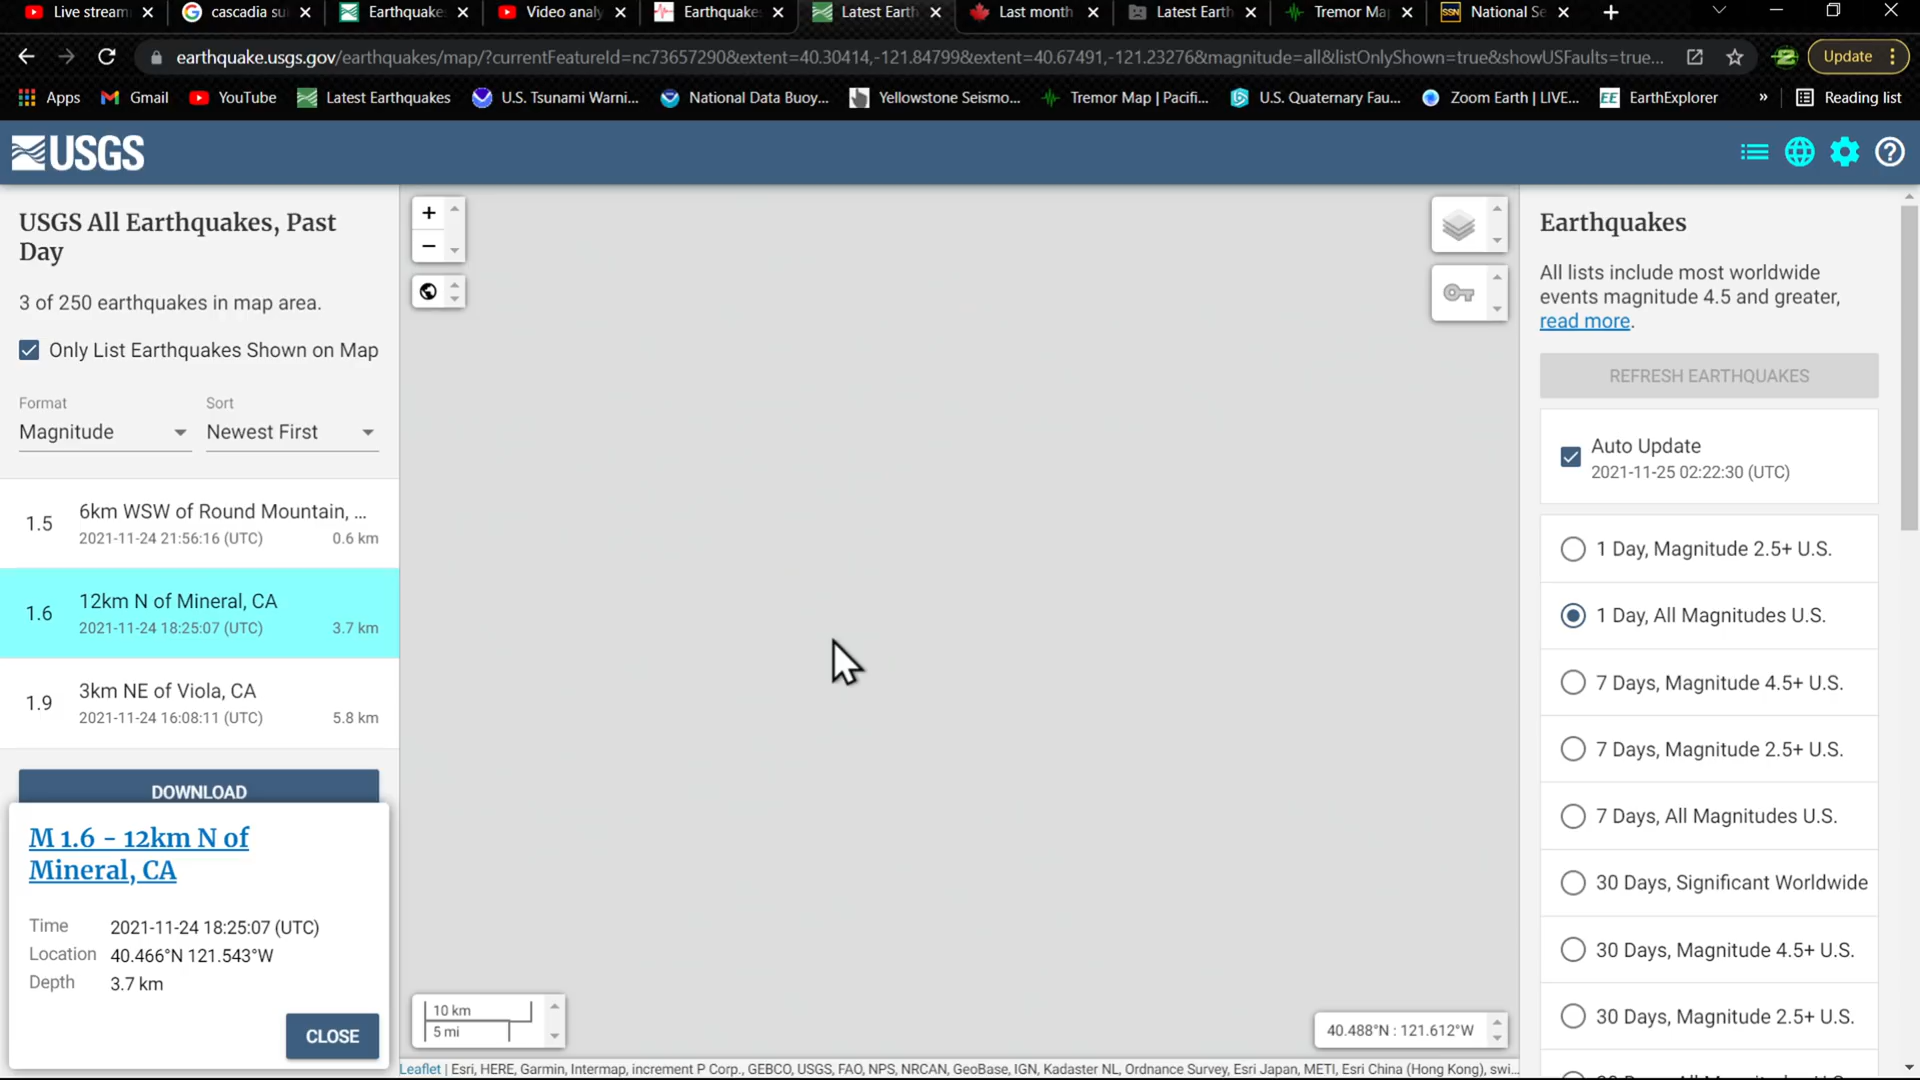 Live stream
cascadia su
Earthquake
Video analy
Earthquake
Latest Earth
Last month
Latest Earth
Tremor Ma
SSN
National Se
earthquake.usgs.gov/earthquakes/map/?currentFeatureId=nc73657290&extent=40.30414,-121.84799&extent=40.67491,-121.23276&magnitude=all&listOnlyShown=true&showUSFaults=true...
Update
Apps
Gmail
YouTube
Latest Earthquakes
U.S. Tsunami Warni...
National Data Buoy...
Yellowstone Seismo...
Tremor Map | Pacifi...
U.S. Quaternary Fau...
Zoom Earth | LIVE...
EE
EarthExplorer
»
Reading list
USGS
USGS All Earthquakes, Past
Day
3 of 250 earthquakes in map area.
Only List Earthquakes Shown on Map
Format
Sort
Magnitude
Newest First
1.5
6km WSW of Round Mountain, ...
2021-11-24 21:56:16 (UTC)
0.6 km
1.6
12km N of Mineral, CA
2021-11-24 18:25:07 (UTC)
3.7 km
1.9
3km NE of Viola, CA
2021-11-24 16:08:11 (UTC)
5.8 km
DOWNLOAD
M 1.6 - 12km N of
Mineral, CA
Time
2021-11-24 18:25:07 (UTC)
Location
40.466°N 121.543°W
Depth
3.7 km
CLOSE
+
−
10 km
5 mi
40.488°N : 121.612°W
Leaflet | Esri, HERE, Garmin, Intermap, increment P Corp., GEBCO, USGS, FAO, NPS, NRCAN, GeoBase, IGN, Kadaster NL, Ordnance Survey, Esri Japan, METI, Esri China (Hong Kong), swi...
Earthquakes
All lists include most worldwide
events magnitude 4.5 and greater,
read more.
REFRESH EARTHQUAKES
Auto Update
2021-11-25 02:22:30 (UTC)
1 Day, Magnitude 2.5+ U.S.
1 Day, All Magnitudes U.S.
7 Days, Magnitude 4.5+ U.S.
7 Days, Magnitude 2.5+ U.S.
7 Days, All Magnitudes U.S.
30 Days, Significant Worldwide
30 Days, Magnitude 4.5+ U.S.
30 Days, Magnitude 2.5+ U.S.